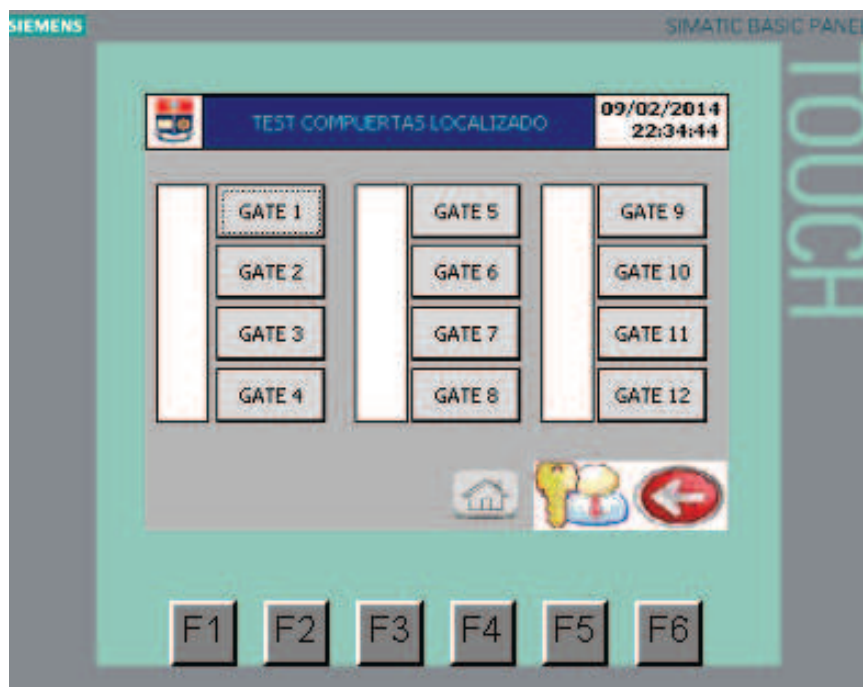 SIEMENS
SIMATIC BASIC PANEL
TOUCH
TEST COMPUERTAS LOCALIZADO
09/02/2014
22:34:44
GATE 1
GATE 2
GATE 3
GATE 4
GATE 5
GATE 6
GATE 7
GATE 8
GATE 9
GATE 10
GATE 11
GATE 12
F1
F2
F3
F4
F5
F6